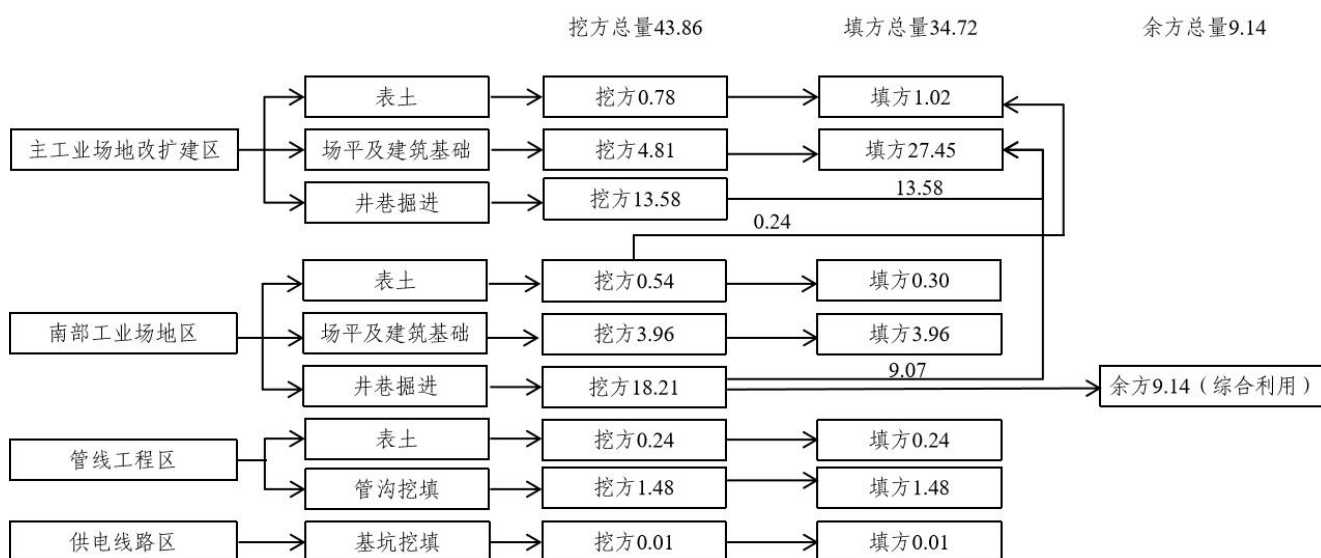 挖方总量43.86 填方总量34.72 余方总量9.14
表土 挖方0.78 填方1.02
主工业场地改扩建区 场平及建筑基础 挖方4.81 填方27.45
井巷掘进 挖方13.58 13.58
0.24
表土 挖方0.54 填方0.30
南部工业场地区 场平及建筑基础 挖方3.96 填方3.96
9.07
井巷掘进 挖方18.21 余方9.14（综合利用）
表土 挖方0.24 填方0.24
管线工程区
管沟挖填 挖方1.48 填方1.48
供电线路区 基坑挖填 挖方0.01 填方0.01